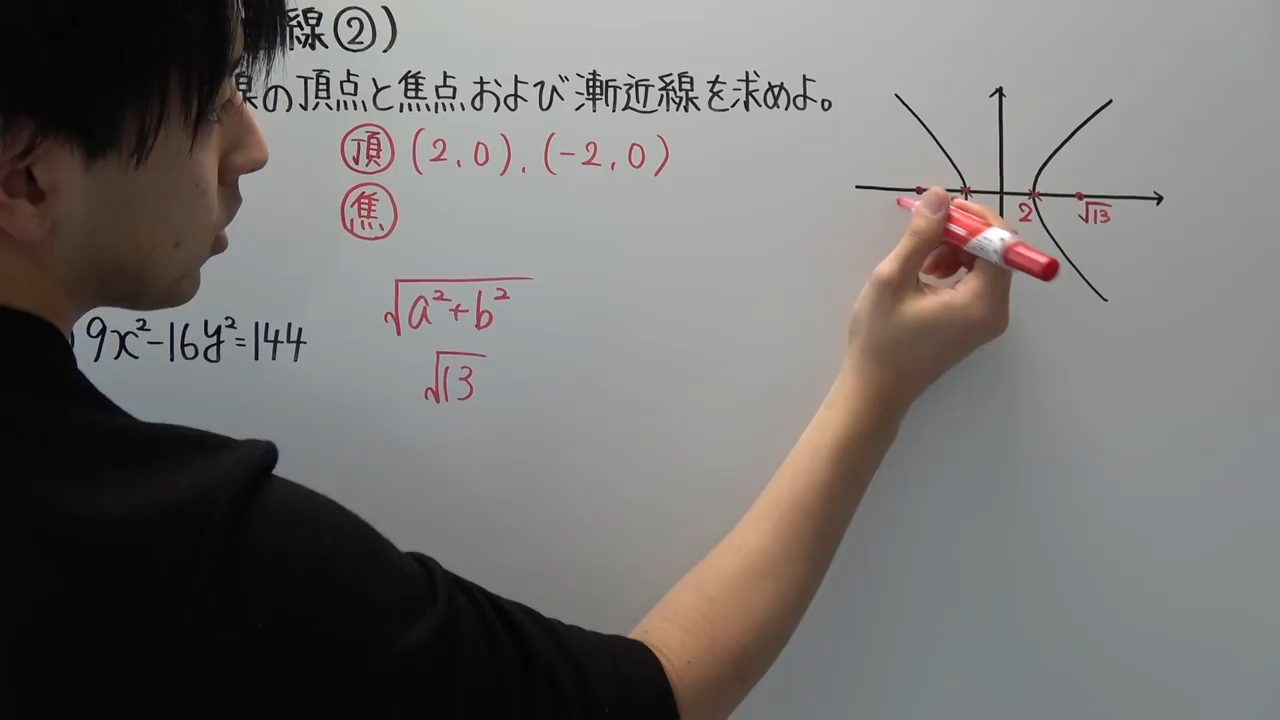 線②)
線の頂点と焦点および漸近線を求めよ。
頂 (2,0), (-2,0)
焦
√(a²+b²)
9x²-16y²=144
√13
2
√13